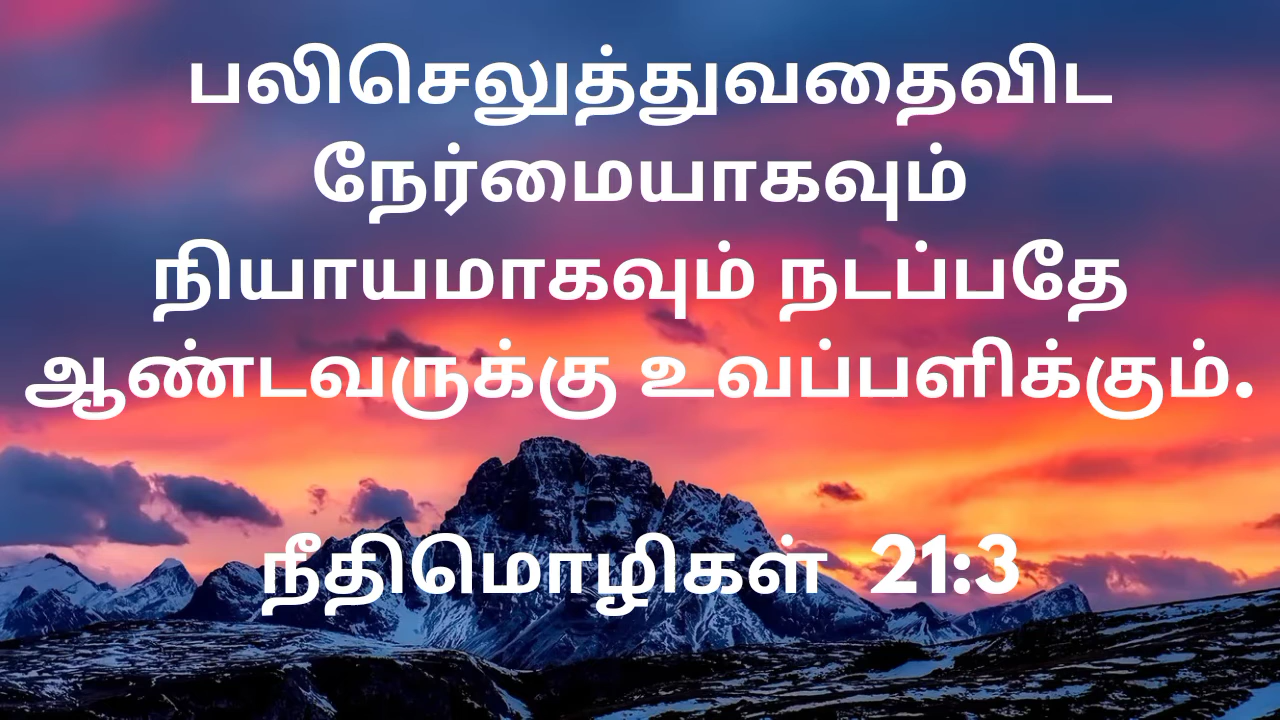 பலிசெலுத்துவதைவிட
நேர்மையாகவும்
நியாயமாகவும் நடப்பதே
ஆண்டவருக்கு உவப்பளிக்கும்.
நீதிமொழிகள் 21:3